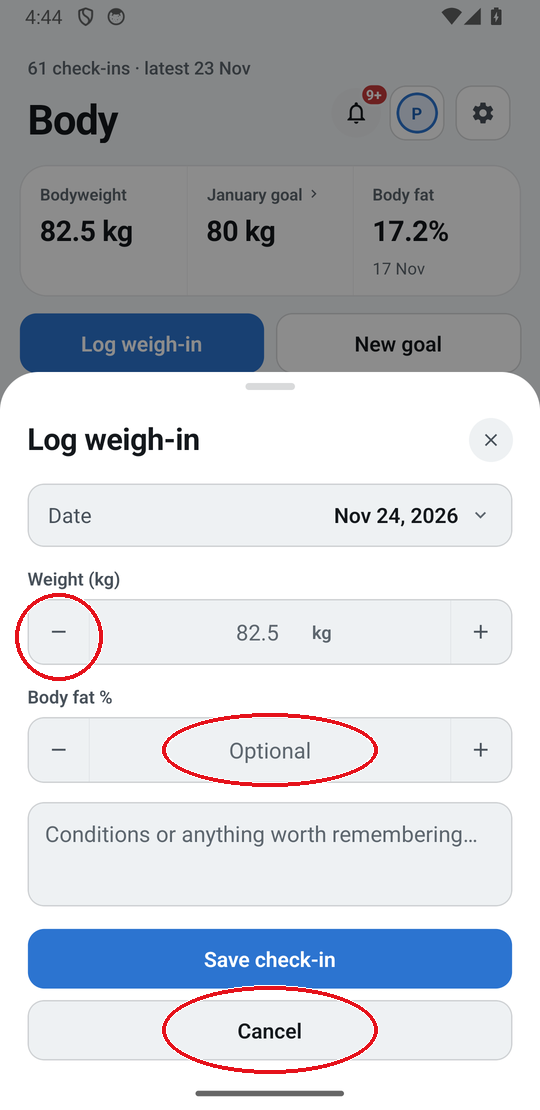 4:44
61 check-ins · latest 23 Nov
Body
9+
P
Bodyweight
82.5 kg
January goal
80 kg
Body fat
17.2%
17 Nov
Log weigh-in
New goal
Log weigh-in
Date
Nov 24, 2026
Weight (kg)
− 82.5 kg +
Body fat %
− Optional +
Conditions or anything worth remembering...
Save check-in
Cancel